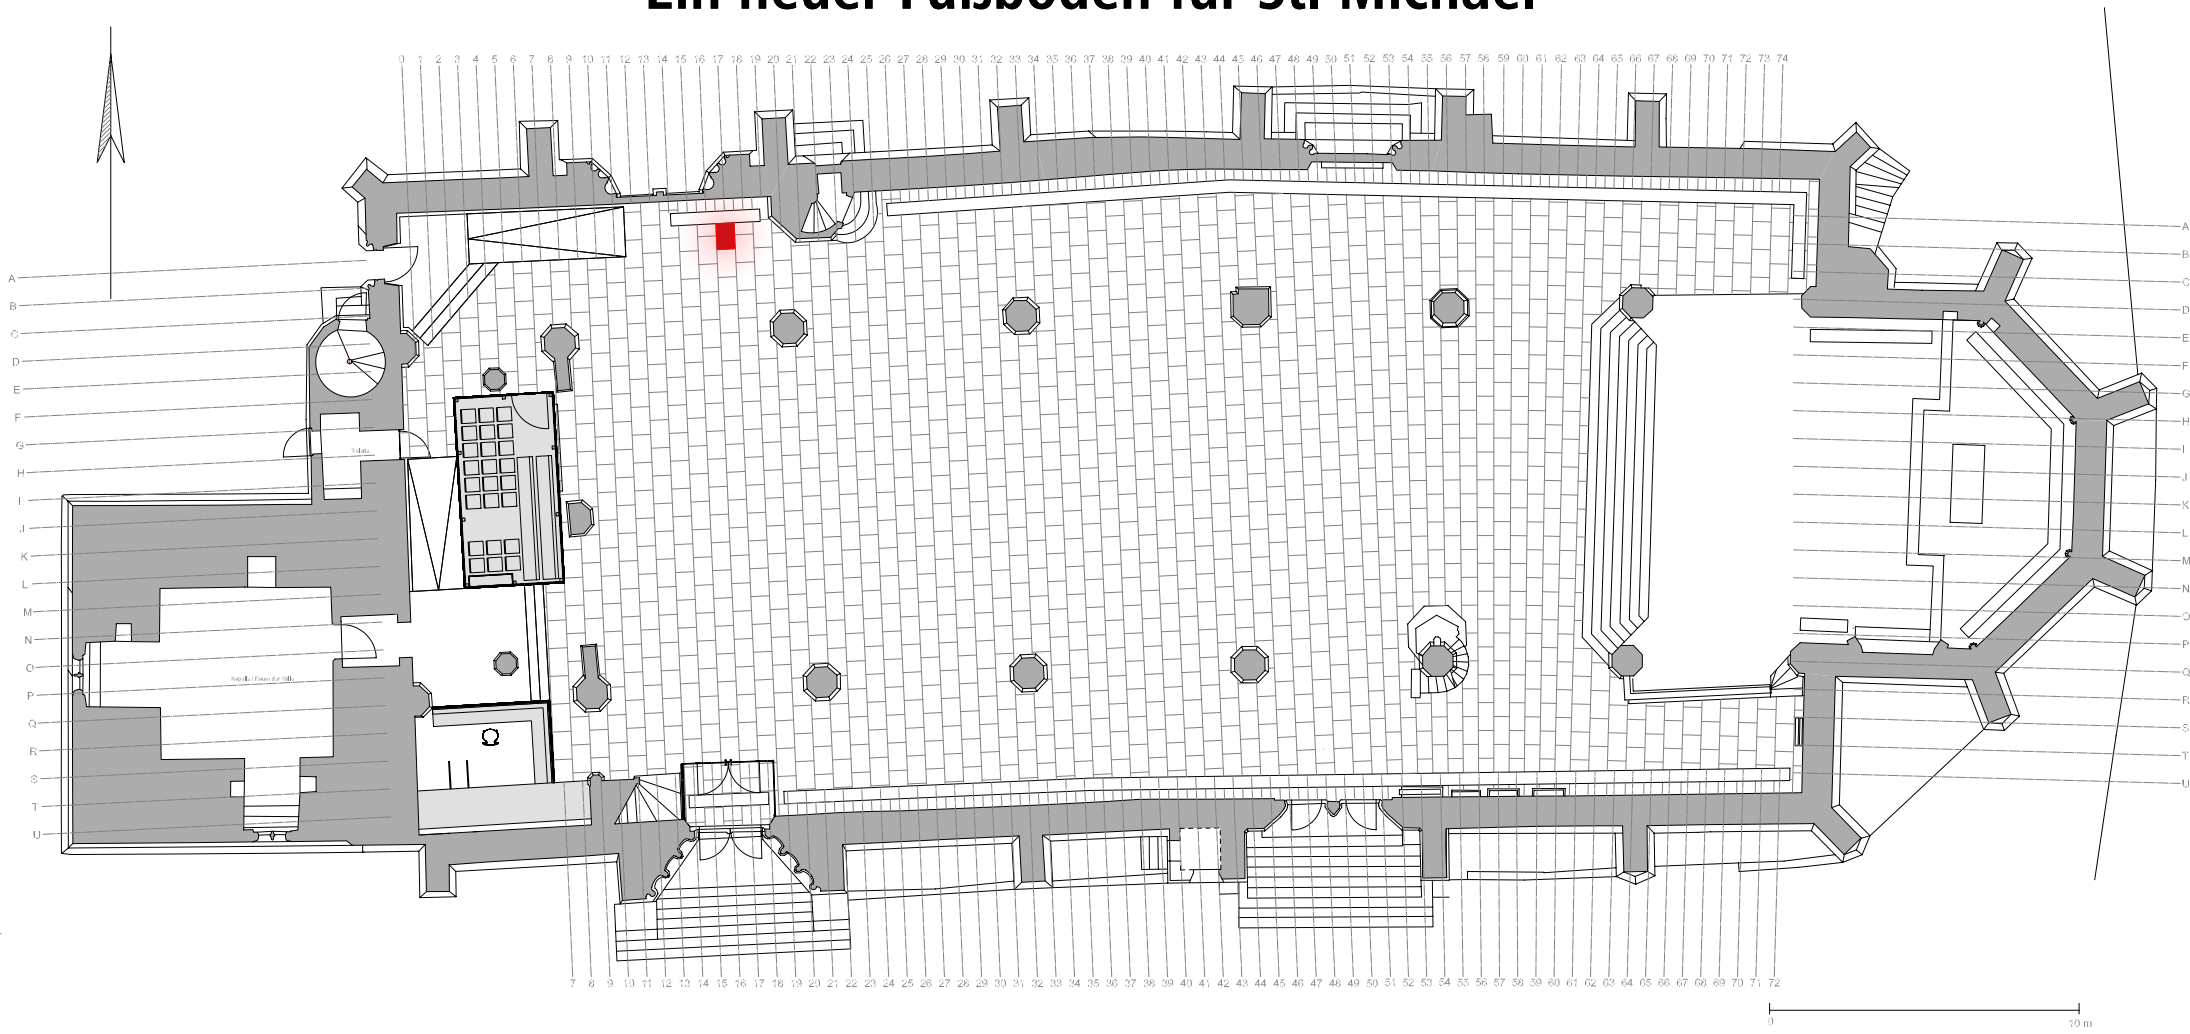 Ein neuer Fußboden für St. Michael
0 1 2 3 4 5 6 7 8 9 10 11 12 13 14 15 16 17 18 19 20 21 22 23 24 25 26 27 28 29 30 31 32 33 34 35 36 37 38 39 40 41 42 43 44 45 46 47 48 49 50 51 52 53 54 55 56 57 58 59 60 61 62 63 64 65 66 67 68 69 70 71 72 73 74
A A
B B
C C
D D
E E
F F
G G
H H
I I
J J
K K
L L
M M
N N
O O
P P
Q Q
R R
S S
T T
U U
7 8 9 10 11 12 13 14 15 16 17 18 19 20 21 22 23 24 25 26 27 28 29 30 31 32 33 34 35 36 37 38 39 40 41 42 43 44 45 46 47 48 49 50 51 52 53 54 55 56 57 58 59 60 61 62 63 64 65 66 67 68 69 70 71 72
0 10 m